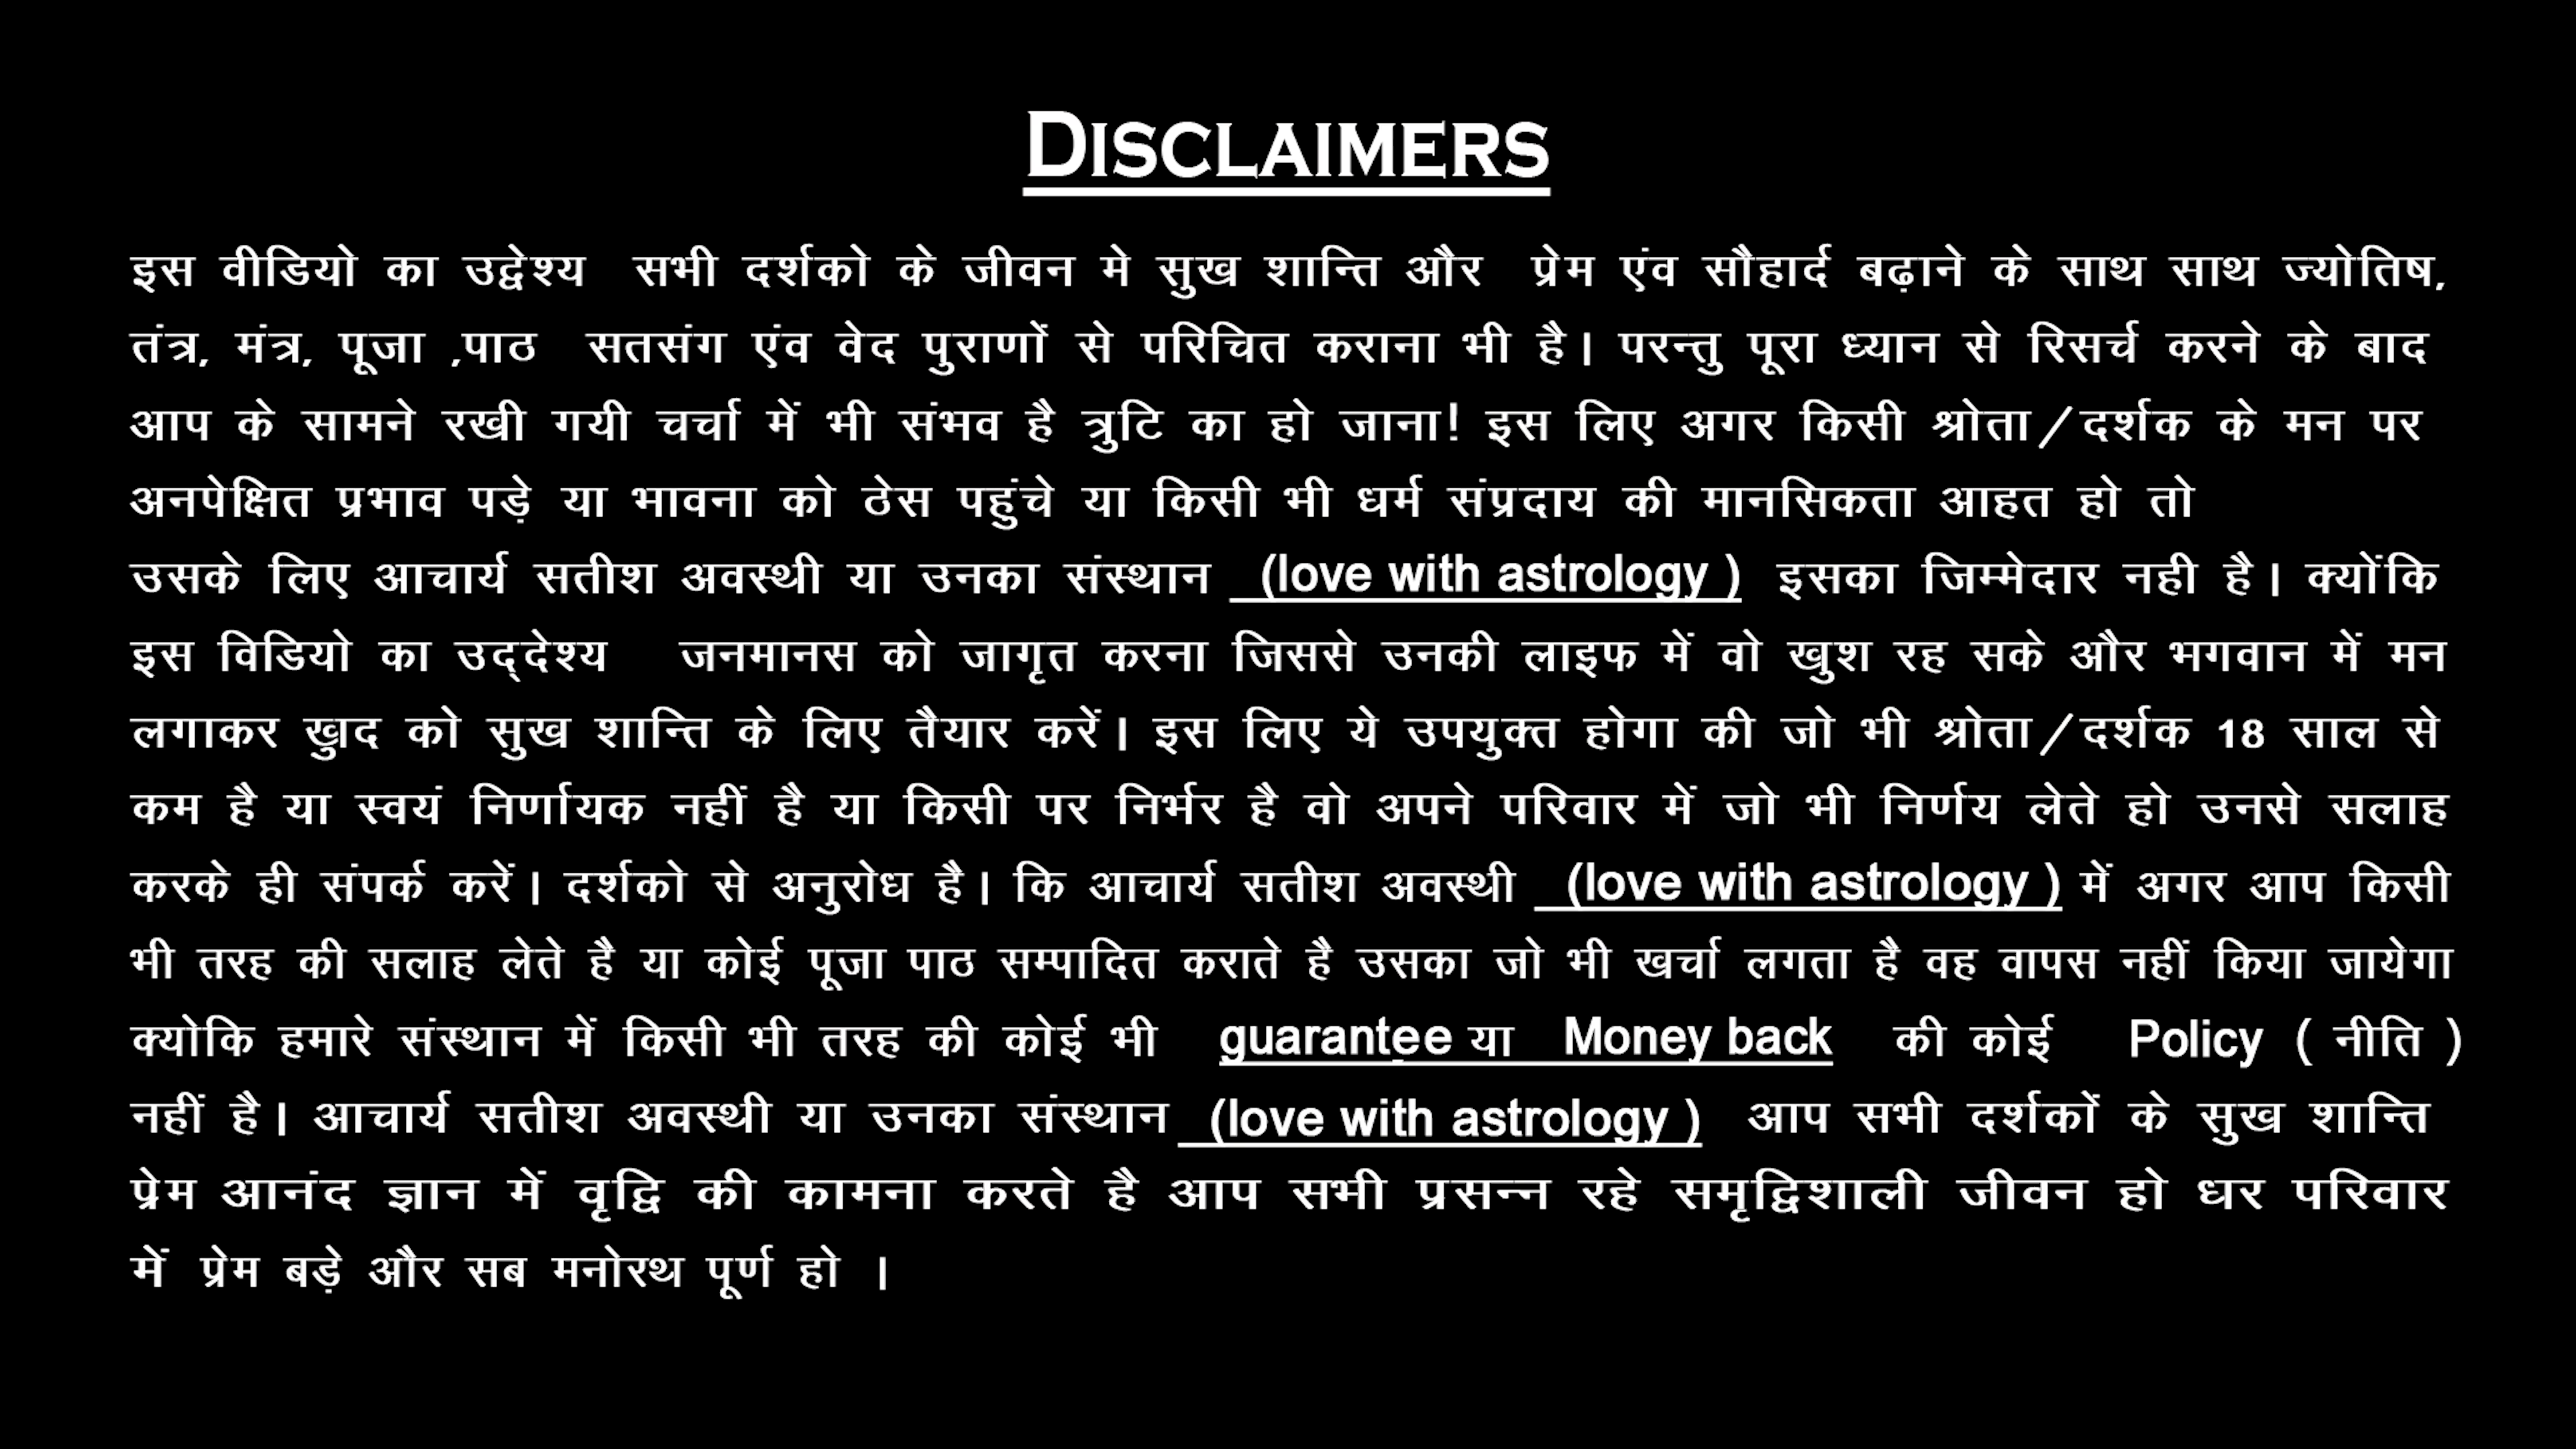 DISCLAIMERS
इस वीडियो का उद्वेश्य सभी दर्शको के जीवन मे सुख शान्ति और प्रेम एंव सौहार्द बढ़ाने के साथ साथ ज्योतिष,
तंत्र, मंत्र, पूजा ,पाठ सतसंग एंव वेद पुराणों से परिचित कराना भी है। परन्तु पूरा ध्यान से रिसर्च करने के बाद
आप के सामने रखी गयी चर्चा में भी संभव है त्रुटि का हो जाना! इस लिए अगर किसी श्रोता/दर्शक के मन पर
अनपेक्षित प्रभाव पड़े या भावना को ठेस पहुंचे या किसी भी धर्म संप्रदाय की मानसिकता आहत हो तो
उसके लिए आचार्य सतीश अवस्थी या उनका संस्थान (love with astrology ) इसका जिम्मेदार नही है। क्योंकि
इस विडियो का उद्‌देश्य जनमानस को जागृत करना जिससे उनकी लाइफ में वो खुश रह सके और भगवान में मन
लगाकर खुद को सुख शान्ति के लिए तैयार करें। इस लिए ये उपयुक्त होगा की जो भी श्रोता/दर्शक 18 साल से
कम है या स्वयं निर्णायक नहीं है या किसी पर निर्भर है वो अपने परिवार में जो भी निर्णय लेते हो उनसे सलाह
करके ही संपर्क करें। दर्शको से अनुरोध है। कि आचार्य सतीश अवस्थी (love with astrology ) में अगर आप किसी
भी तरह की सलाह लेते है या कोई पूजा पाठ सम्पादित कराते है उसका जो भी खर्चा लगता है वह वापस नहीं किया जायेगा
क्योकि हमारे संस्थान में किसी भी तरह की कोई भी guarantee या Money back की कोई Policy ( नीति )
नहीं है। आचार्य सतीश अवस्थी या उनका संस्थान (love with astrology ) आप सभी दर्शकों के सुख शान्ति
प्रेम आनंद ज्ञान में वृद्वि की कामना करते है आप सभी प्रसन्न रहे समृद्विशाली जीवन हो धर परिवार
में प्रेम बड़े और सब मनोरथ पूर्ण हो ।